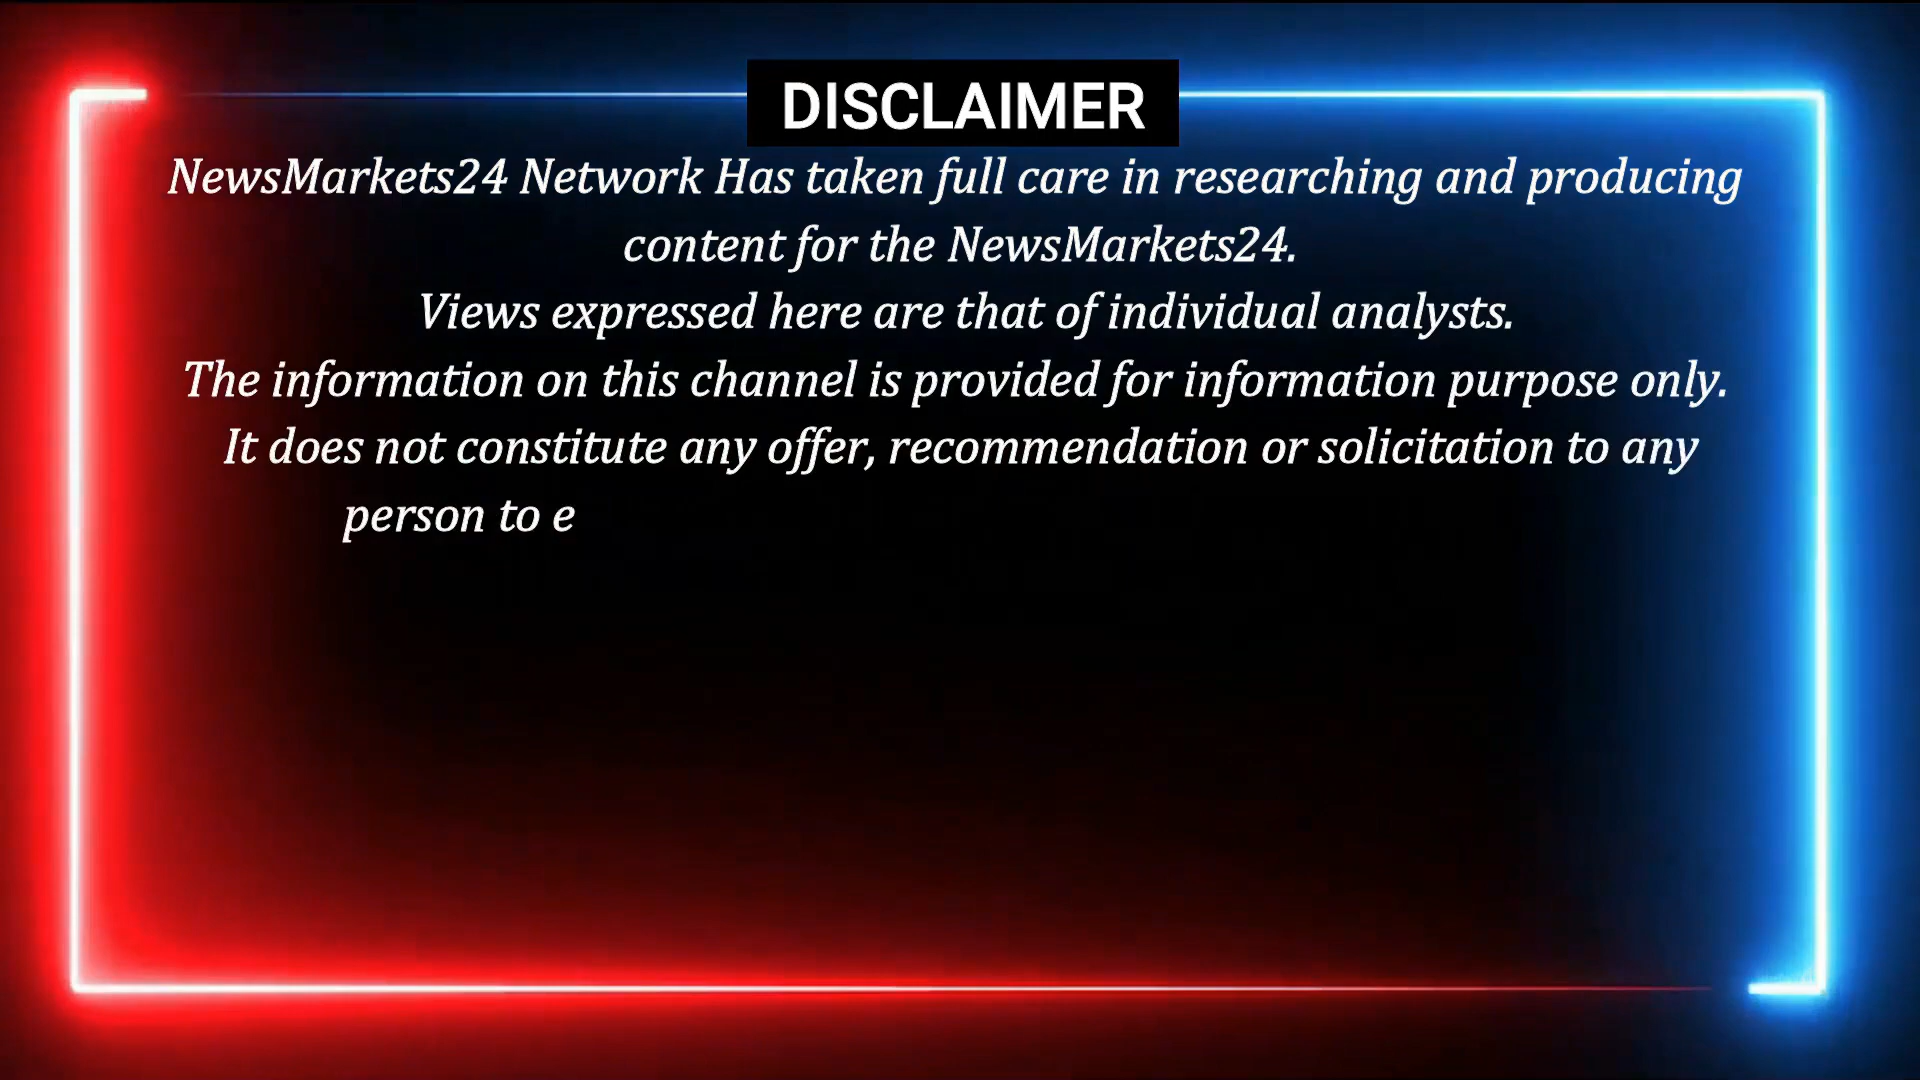 DISCLAIMER
NewsMarkets24 Network Has taken full care in researching and producing
content for the NewsMarkets24.
Views expressed here are that of individual analysts.
The information on this channel is provided for information purpose only.
It does not constitute any offer, recommendation or solicitation to any
person to e